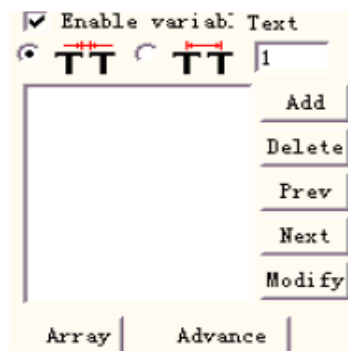 Enable variab. Text
TT TT 1
Add
Delete
Prev
Next
Modify
Array Advance